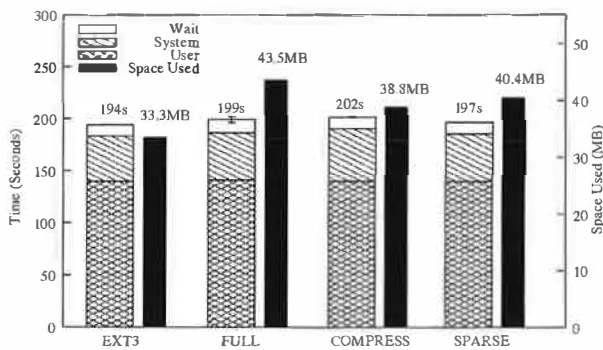 300
250
200
150
100
50
0
Time (Seconds)
Wait
System
User
Space Used
194s
33.3MB
199s
43.5MB
202s
38.8MB
197s
40.4MB
EXT3
FULL
COMPRESS
SPARSE
50
40
30
20
10
0
Space Used (MB)